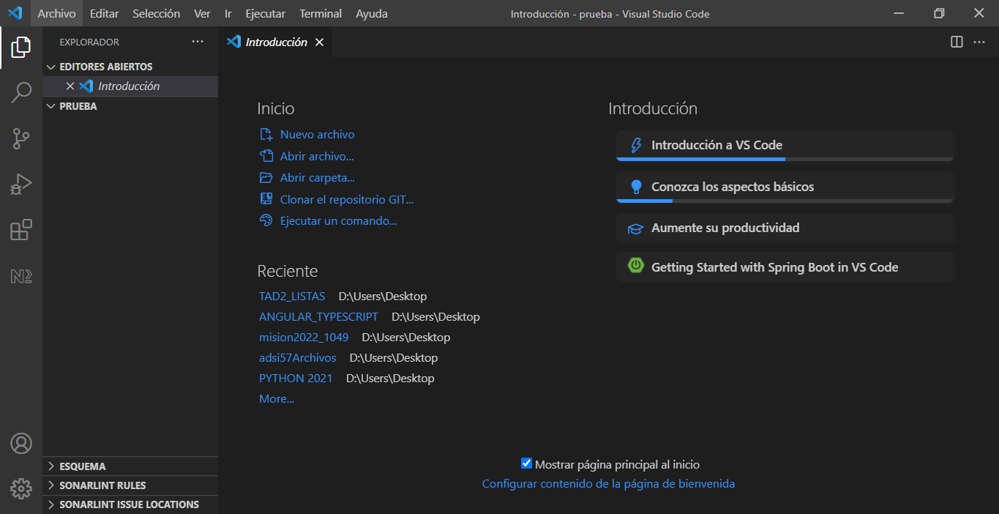 Archivo Editar Selección Ver Ir Ejecutar Terminal Ayuda Introducción - prueba - Visual Studio Code
EXPLORADOR
Introducción
EDITORES ABIERTOS
Introducción
PRUEBA
Inicio
Nuevo archivo
Abrir archivo...
Abrir carpeta...
Clonar el repositorio GIT...
Ejecutar un comando...
Reciente
TAD2_LISTAS D:\Users\Desktop
ANGULAR_TYPESCRIPT D:\Users\Desktop
mision2022_1049 D:\Users\Desktop
adsi57Archivos D:\Users\Desktop
PYTHON 2021 D:\Users\Desktop
More...
Introducción
Introducción a VS Code
Conozca los aspectos básicos
Aumente su productividad
Getting Started with Spring Boot in VS Code
Mostrar página principal al inicio
Configurar contenido de la página de bienvenida
ESQUEMA
SONARLINT RULES
SONARLINT ISSUE LOCATIONS